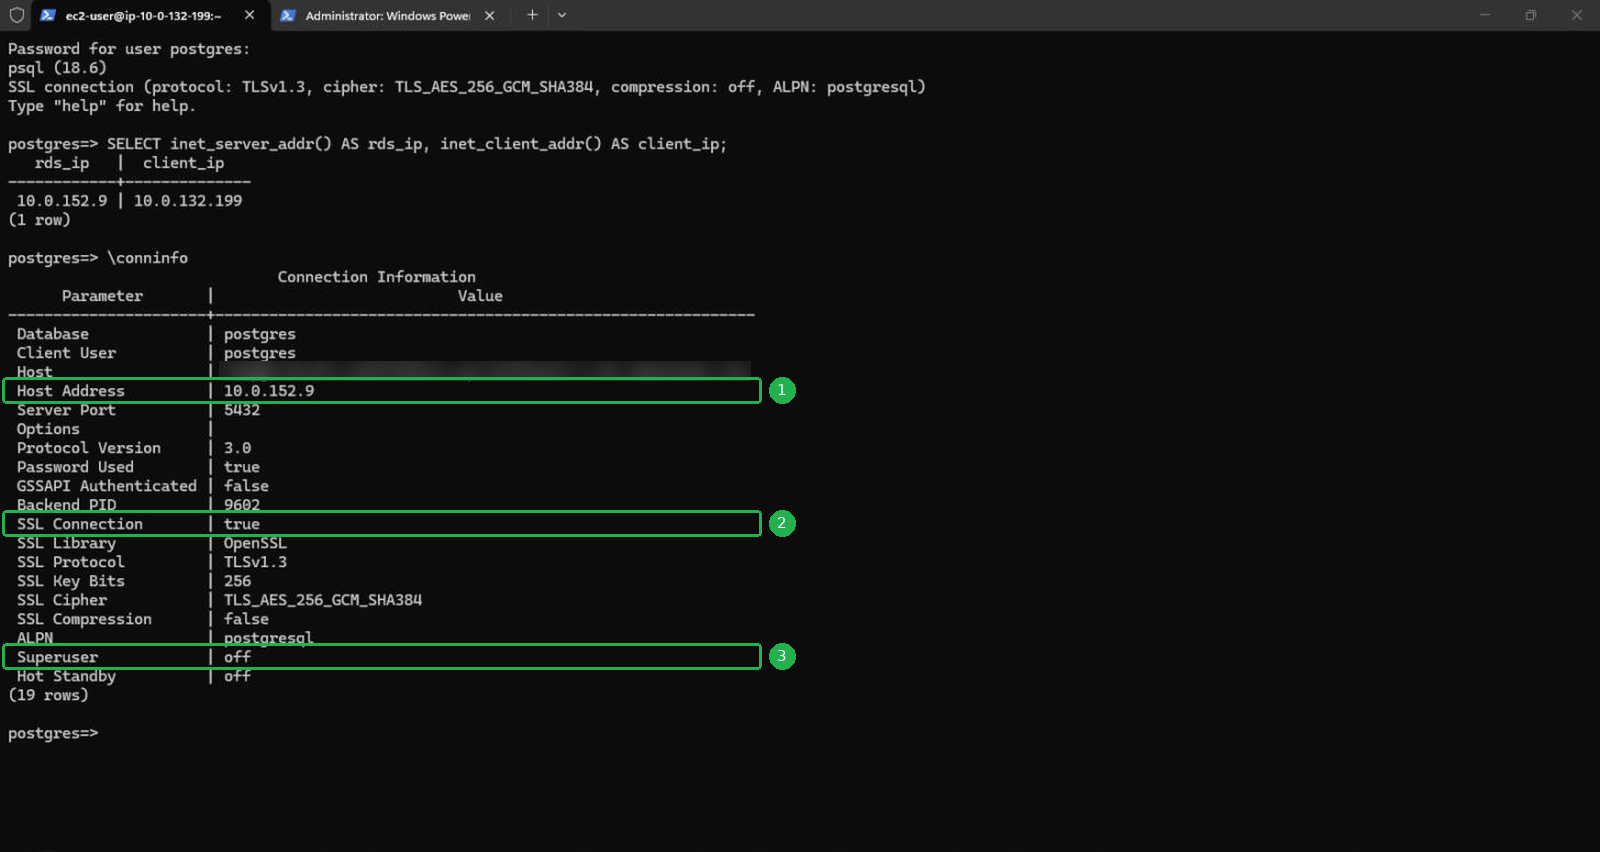 ec2-user@ip-10-0-132-199:~
Administrator: Windows Power
Password for user postgres:
psql (18.6)
SSL connection (protocol: TLSv1.3, cipher: TLS_AES_256_GCM_SHA384, compression: off, ALPN: postgresql)
Type "help" for help.
postgres=> SELECT inet_server_addr() AS rds_ip, inet_client_addr() AS client_ip;
rds_ip | client_ip
------------+--------------
10.0.152.9 | 10.0.132.199
(1 row)
postgres=> \conninfo
Connection Information
Parameter | Value
----------------------+------------------------------------------------------------
Database | postgres
Client User | postgres
Host |
Host Address | 10.0.152.9 1
Server Port | 5432
Options |
Protocol Version | 3.0
Password Used | true
GSSAPI Authenticated | false
Backend PID | 9602
SSL Connection | true 2
SSL Library | OpenSSL
SSL Protocol | TLSv1.3
SSL Key Bits | 256
SSL Cipher | TLS_AES_256_GCM_SHA384
SSL Compression | false
ALPN | postgresql
Superuser | off 3
Hot Standby | off
(19 rows)
postgres=>